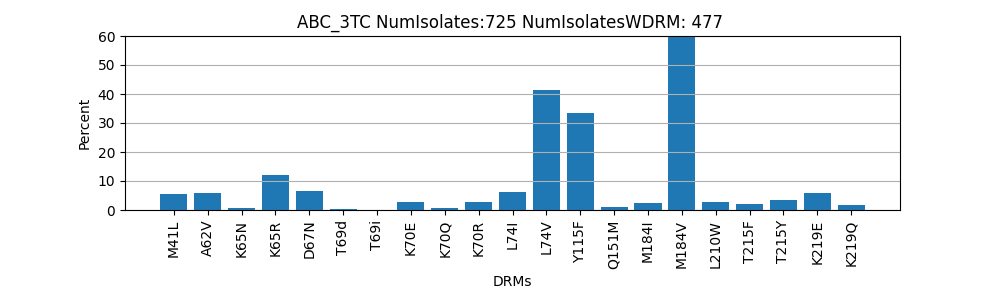 ABC_3TC NumIsolates:725 NumIsolatesWDRM: 477
60
50
40
30
20
10
0
Percent
M41L
A62V
K65N
K65R
D67N
T69d
T69i
K70E
K70Q
K70R
L74I
L74V
Y115F
Q151M
M184I
M184V
L210W
T215F
T215Y
K219E
K219Q
DRMs